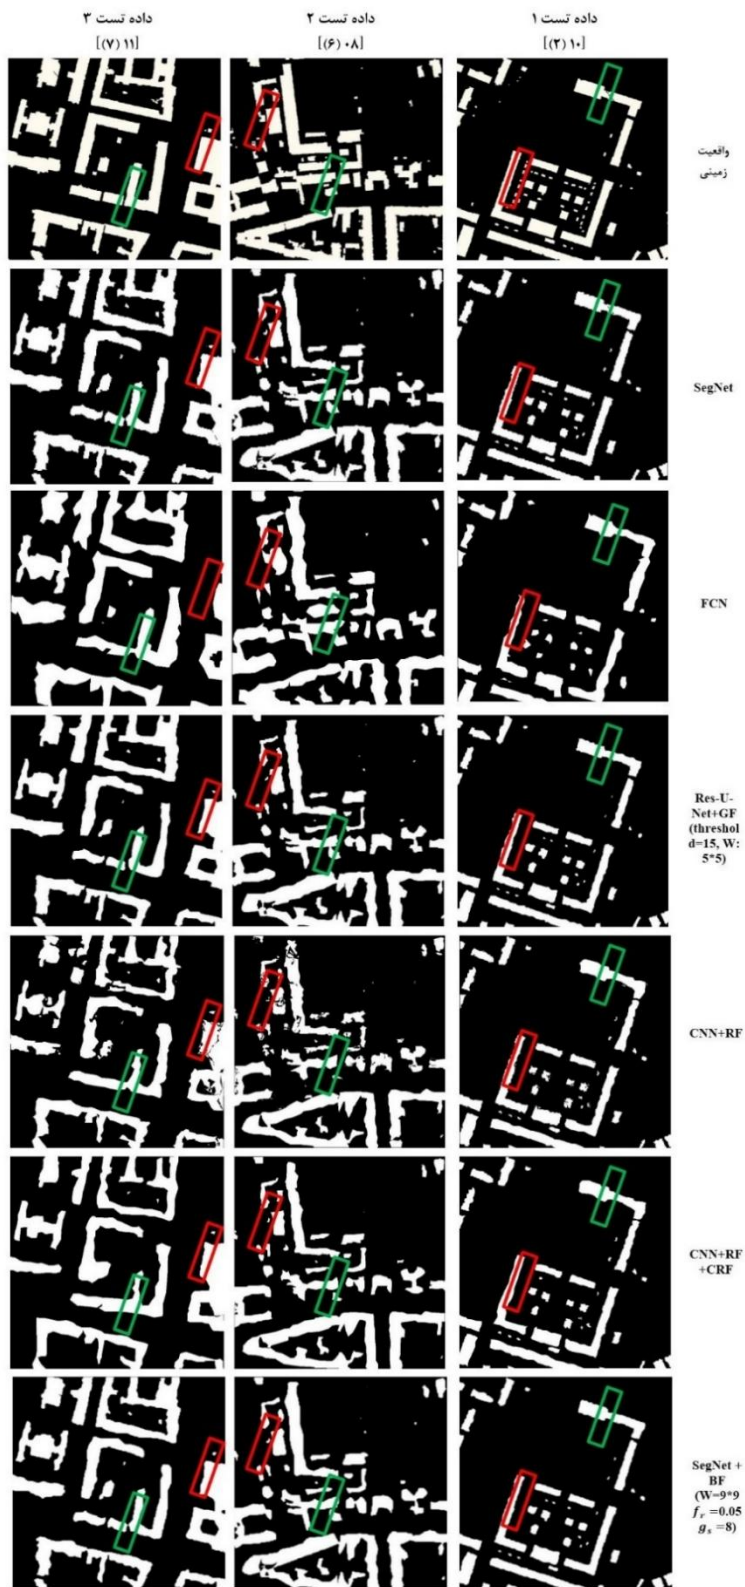 داده تست ۱
داده تست ۲
داده تست ۳
[(۲) ۱۰]
[(۶) ۰۸]
[(۷) ۱۱]
واقعیت
زمینی
SegNet
FCN
Res-U-
Net+GF
(threshol
d=15, W:
5*5)
CNN+RF
CNN+RF
+CRF
SegNet +
BF
(W=9*9
f_r =0.05
g_s =8)